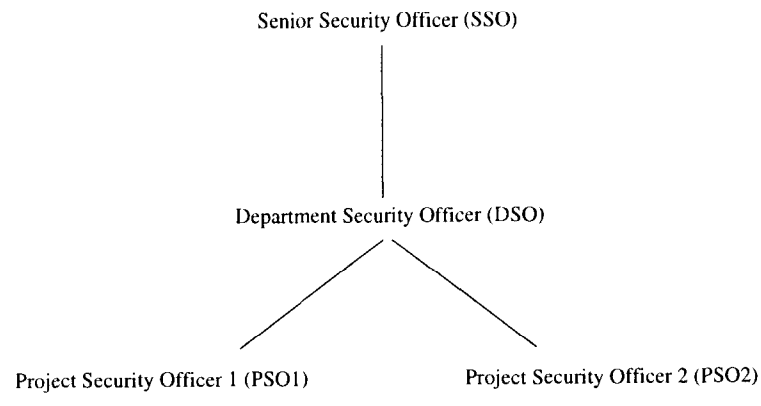 Senior Security Officer (SSO)
Department Security Officer (DSO)
Project Security Officer 1 (PSO1)
Project Security Officer 2 (PSO2)